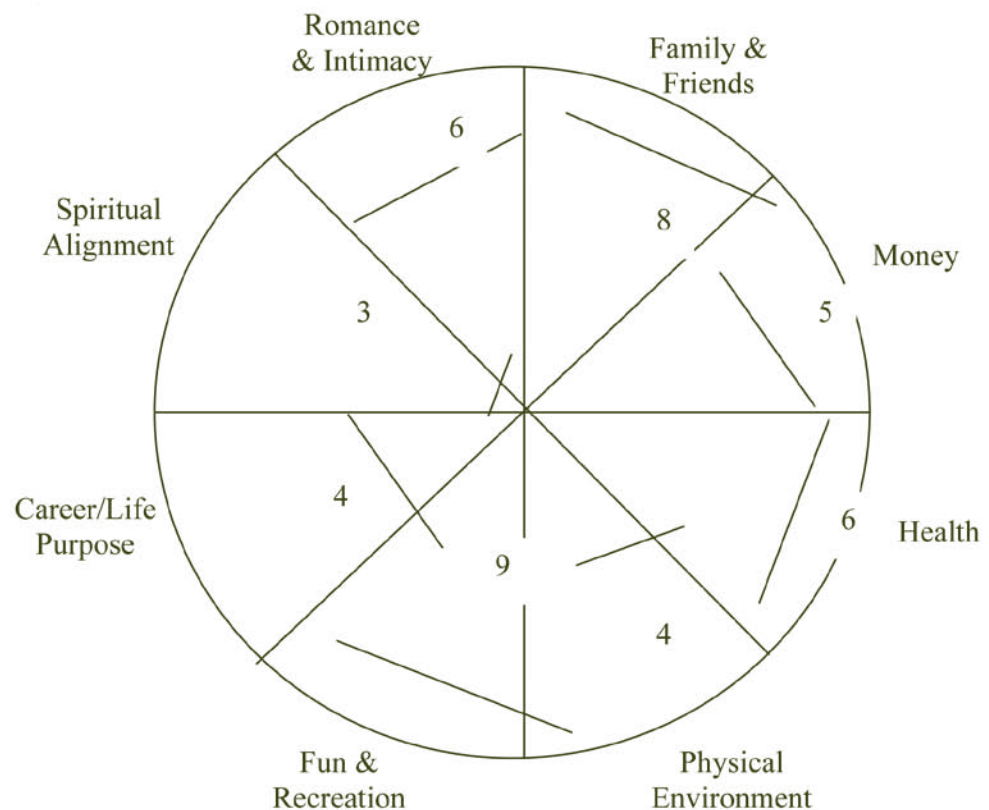 Romance
& Intimacy
Family &
Friends
6
Spiritual
Alignment
8
Money
3
5
Career/Life
Purpose
4
6
Health
9
4
Fun &
Recreation
Physical
Environment